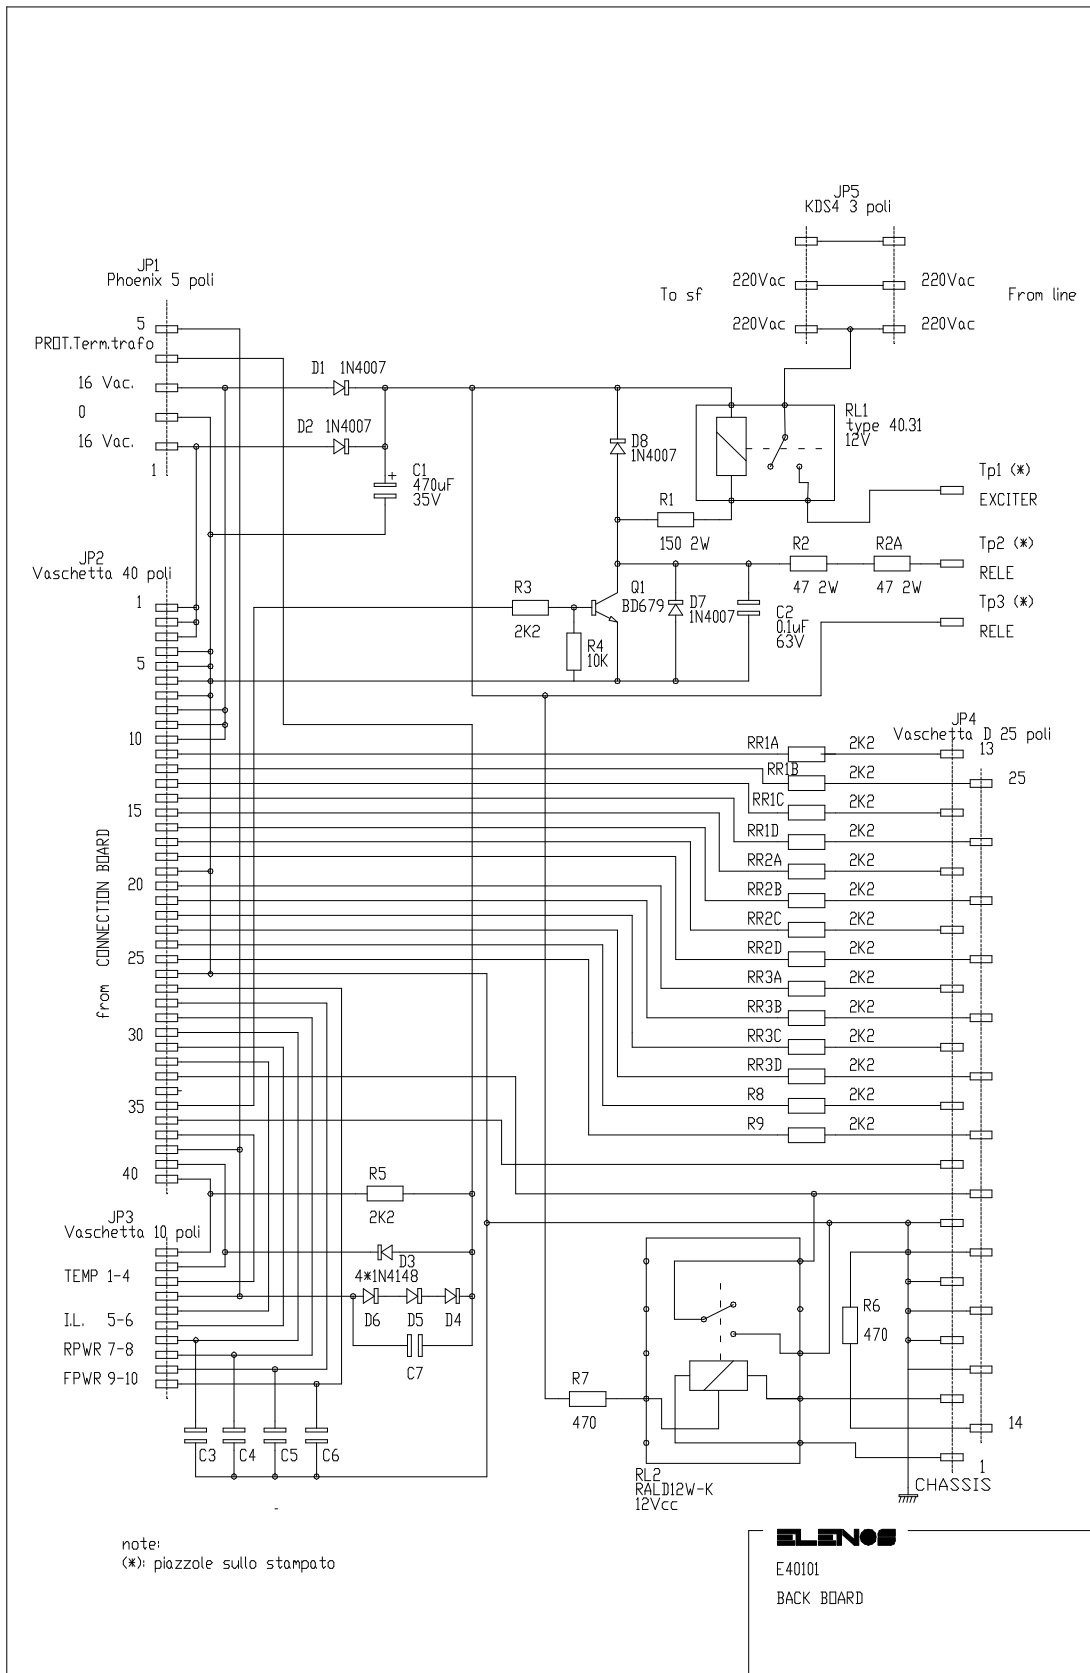 JP5
KDS4 3 poli
220Vac
220Vac
To sf
From line
220Vac
220Vac
JP1
Phoenix 5 poli
5
PROT.Term.trafo
16 Vac.
0
16 Vac.
1
D1 1N4007
D2 1N4007
+
C1
470uF
35V
D8
1N4007
RL1
type 40.31
12V
R1
150 2W
Tp1 (*)
EXCITER
Tp2 (*)
RELE
Tp3 (*)
RELE
R2
47 2W
R2A
47 2W
R3
2K2
Q1
BD679
R4
10K
D7
1N4007
C2
0.1uF
63V
JP2
Vaschetta 40 poli
1
5
10
15
20
25
30
35
40
from CONNECTION BOARD
JP4
Vaschetta D 25 poli
13
25
RR1A 2K2
RR1B 2K2
RR1C 2K2
RR1D 2K2
RR2A 2K2
RR2B 2K2
RR2C 2K2
RR2D 2K2
RR3A 2K2
RR3B 2K2
RR3C 2K2
RR3D 2K2
R8 2K2
R9 2K2
R5
2K2
JP3
Vaschetta 10 poli
TEMP 1-4
I.L. 5-6
RPWR 7-8
FPWR 9-10
D3
4*1N4148
D6 D5 D4
C7
C3 C4 C5 C6
R7
470
R6
470
RL2
RALD12W-K
12Vcc
14
1
CHASSIS
-
note:
(*): piazzole sullo stampato
ELENOS
E40101
BACK BOARD